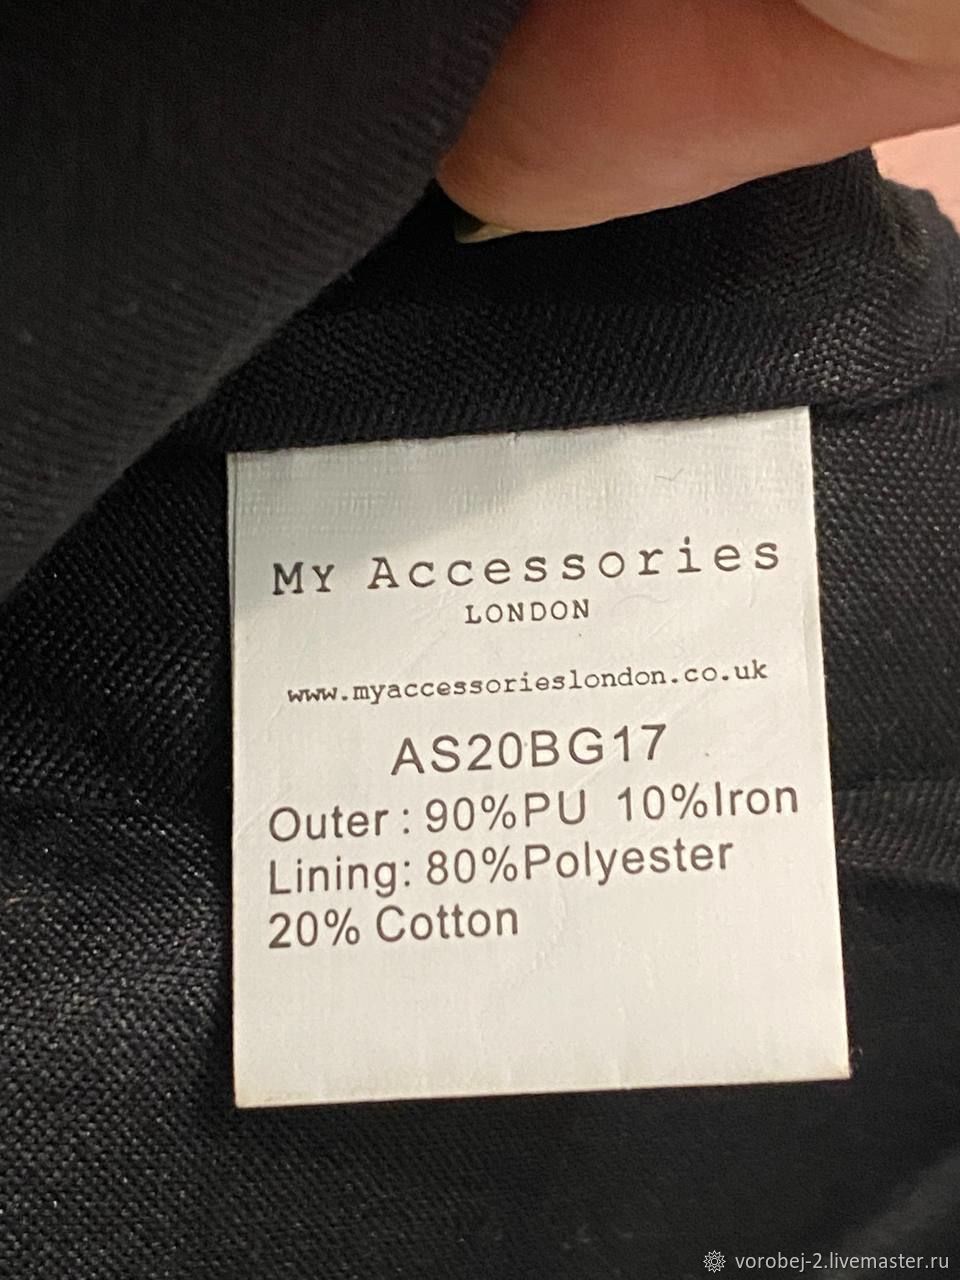 My Accessories
LONDON
www.myaccessorieslondon.co.uk
AS20BG17
Outer : 90%PU 10%Iron
Lining: 80%Polyester
20% Cotton
vorobej-2.livemaster.ru